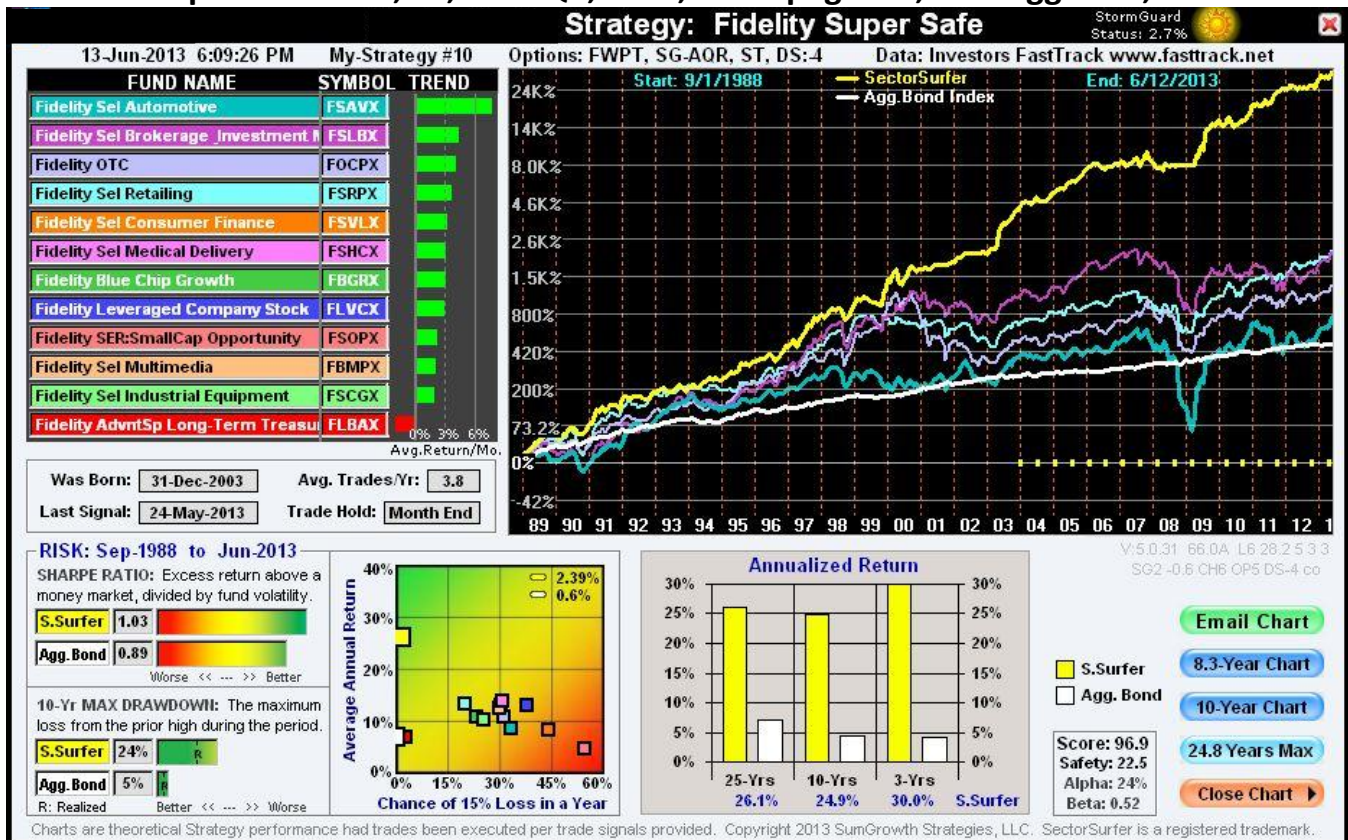 Strategy: Fidelity Super Safe
StormGuard
Status: 2.7%
13-Jun-2013 6:09:26 PM My-Strategy #10 Options: FWPT, SG-AQR, ST, DS:-4 Data: Investors FastTrack www.fasttrack.net
FUND NAME SYMBOL TREND
Fidelity Sel Automotive FSAVX
Fidelity Sel Brokerage _Investment M FSLBX
Fidelity OTC FOCPX
Fidelity Sel Retailing FSRPX
Fidelity Sel Consumer Finance FSVLX
Fidelity Sel Medical Delivery FSHCX
Fidelity Blue Chip Growth FBGRX
Fidelity Leveraged Company Stock FLVCX
Fidelity SER:SmallCap Opportunity FSOPX
Fidelity Sel Multimedia FBMPX
Fidelity Sel Industrial Equipment FSCGX
Fidelity AdvntSp Long-Term Treasu FLBAX
0% 3% 6%
Avg.Return/Mo.
Was Born: 31-Dec-2003 Avg. Trades/Yr: 3.8
Last Signal: 24-May-2013 Trade Hold: Month End
Start: 9/1/1988 SectorSurfer End: 6/12/2013
Agg.Bond Index
24K%
14K%
8.0K%
4.6K%
2.6K%
1.5K%
800%
420%
200%
73.2%
0%
-42%
89 90 91 92 93 94 95 96 97 98 99 00 01 02 03 04 05 06 07 08 09 10 11 12 1
RISK: Sep-1988 to Jun-2013
SHARPE RATIO: Excess return above a
money market, divided by fund volatility.
S.Surfer 1.03
Agg.Bond 0.89
Worse << --- >> Better
10-Yr MAX DRAWDOWN: The maximum
loss from the prior high during the period.
S.Surfer 24% R
Agg.Bond 5% R
R: Realized Better << --- >> Worse
Average Annual Return
40%
30%
20%
10%
0%
2.39%
0.6%
0% 15% 30% 45% 60%
Chance of 15% Loss in a Year
Annualized Return
30% 30%
25% 25%
20% 20%
15% 15%
10% 10%
5% 5%
0% 0%
25-Yrs 10-Yrs 3-Yrs
26.1% 24.9% 30.0% S.Surfer
S.Surfer
Agg. Bond
Score: 96.9
Safety: 22.5
Alpha: 24%
Beta: 0.52
V:5.0.31 66.0A L6 28.2 5 3 3
SG2 -0.6 CH6 OP5 DS-4 co
Email Chart
8.3-Year Chart
10-Year Chart
24.8 Years Max
Close Chart
Charts are theoretical Strategy performance had trades been executed per trade signals provided. Copyright 2013 SumGrowth Strategies, LLC. SectorSurfer is a registered trademark.